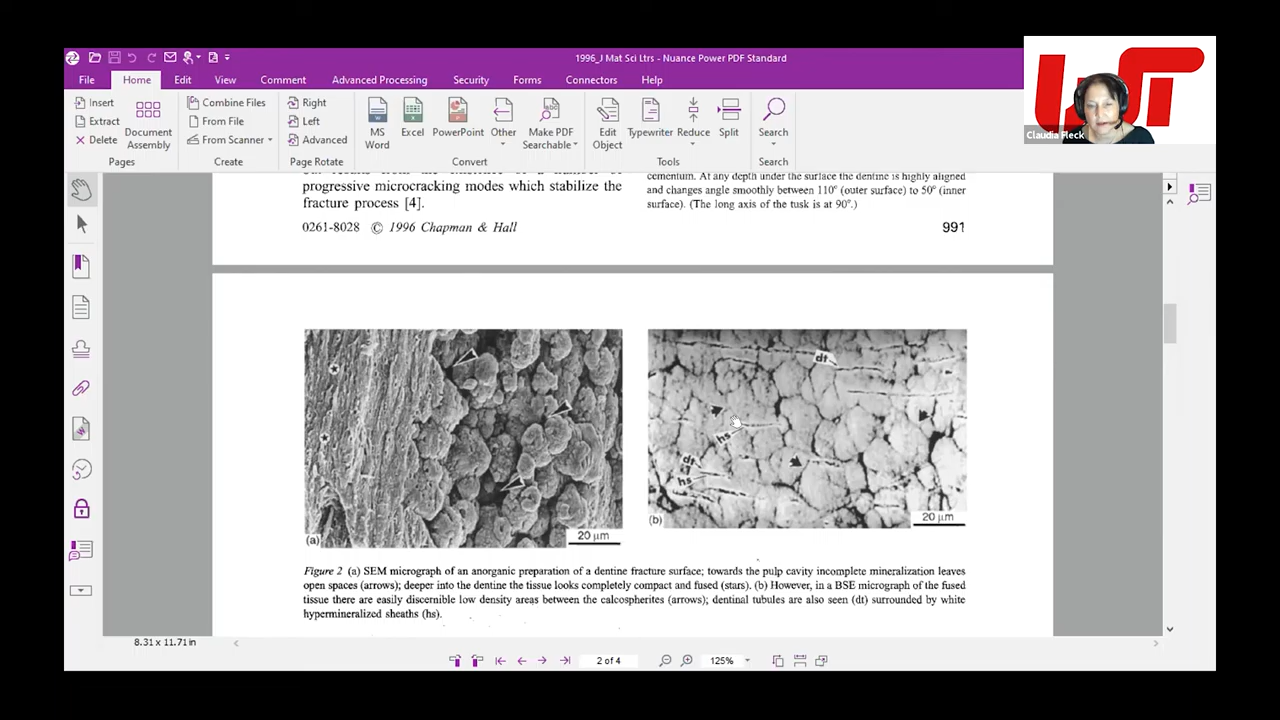 1996_J Mat Sci Ltrs - Nuance Power PDF Standard
File Home Edit View Comment Advanced Processing Security Forms Connectors Help
Insert
Extract
Delete
Document
Assembly
Pages
Combine Files
From File
From Scanner
Create
Right
Left
Advanced
Page Rotate
MS
Word
Excel
PowerPoint
Other
Make PDF
Searchable
Convert
Edit
Object
Typewriter
Reduce
Split
Tools
Search
Search
Claudia Fleck
progressive microcracking modes which stabilize the
fracture process [4].
0261-8028 © 1996 Chapman & Hall
cementum. At any depth under the surface the dentine is highly aligned
and changes angle smoothly between 110° (outer surface) to 50° (inner
surface). (The long axis of the tusk is at 90°.)
991
(a)
20 μm
dt
hs
dt
hs
(b)
20 μm
Figure 2 (a) SEM micrograph of an anorganic preparation of a dentine fracture surface; towards the pulp cavity incomplete mineralization leaves
open spaces (arrows); deeper into the dentine the tissue looks completely compact and fused (stars). (b) However, in a BSE micrograph of the fused
tissue there are easily discernible low density areas between the calcospherites (arrows); dentinal tubules are also seen (dt) surrounded by white
hypermineralized sheaths (hs).
8.31 x 11.71 in
2 of 4
125%